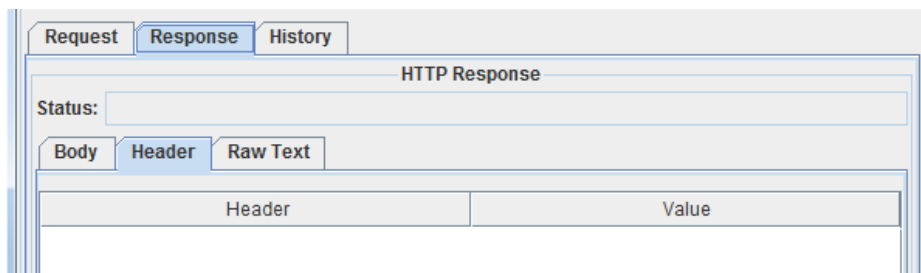 Request Response History
HTTP Response
Status:
Body Header Raw Text
Header Value